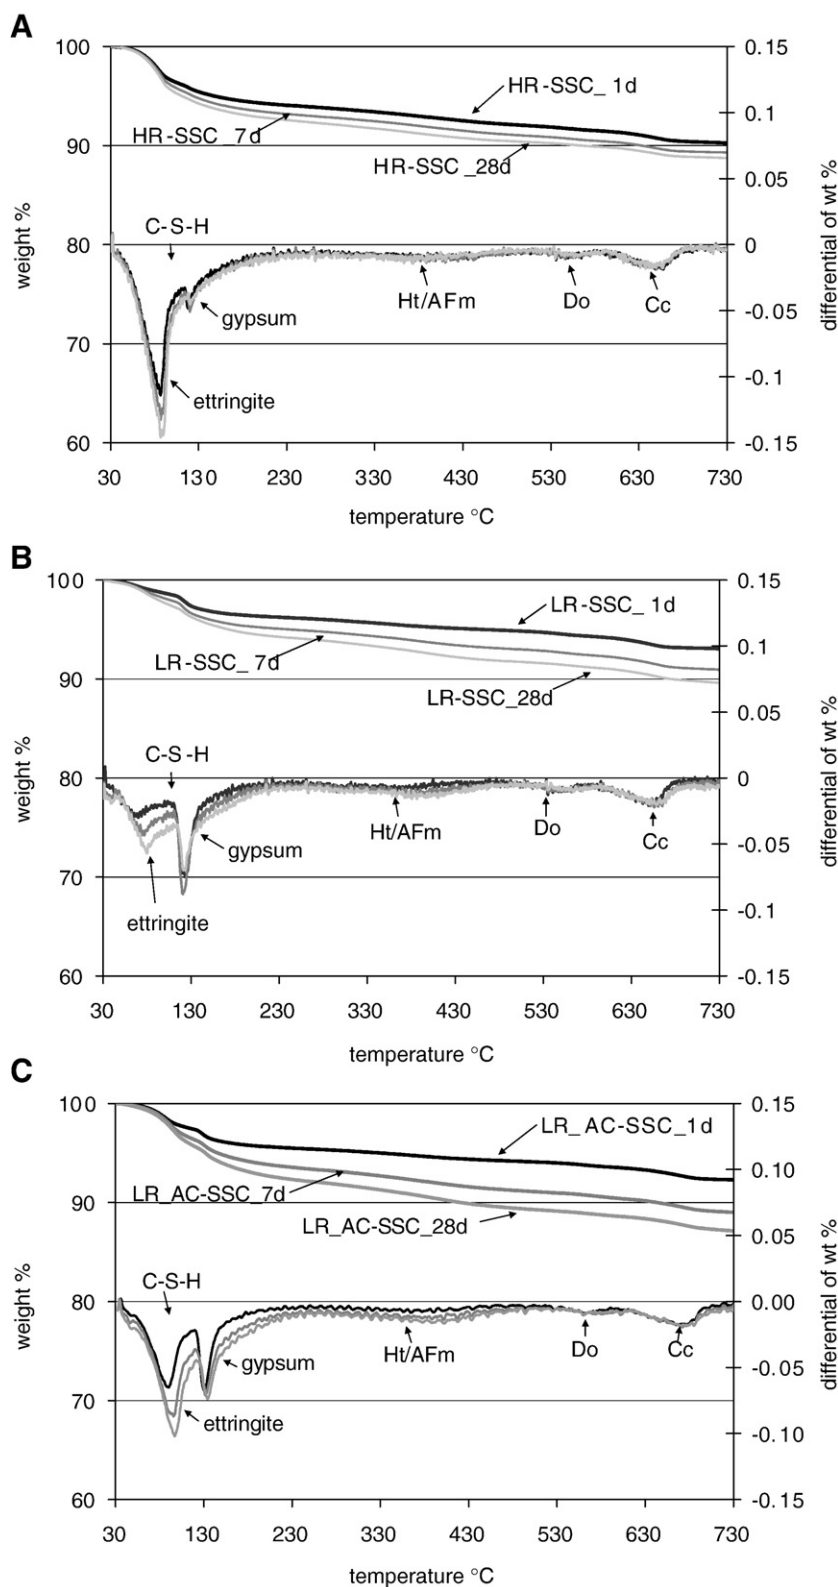 A
100
90
80
70
60
weight %
0.15
0.1
0.05
0
-0.05
-0.1
-0.15
differential of wt %
HR-SSC_ 1d
HR-SSC _7d
HR-SSC _28d
C-S-H
gypsum
ettringite
Ht/AFm
Do
Cc
30 130 230 330 430 530 630 730
temperature °C
B
100
90
80
70
60
weight %
0.15
0.1
0.05
0
-0.05
-0.1
-0.15
differential of wt %
LR-SSC_ 1d
LR-SSC_ 7d
LR-SSC_28d
C-S-H
gypsum
ettringite
Ht/AFm
Do
Cc
30 130 230 330 430 530 630 730
temperature °C
C
100
90
80
70
60
weight %
0.15
0.10
0.05
0.00
-0.05
-0.10
-0.15
differential of wt %
LR_AC-SSC_1d
LR_AC-SSC_7d
LR_AC-SSC_28d
C-S-H
gypsum
ettringite
Ht/AFm
Do
Cc
30 130 230 330 430 530 630 730
temperature °C